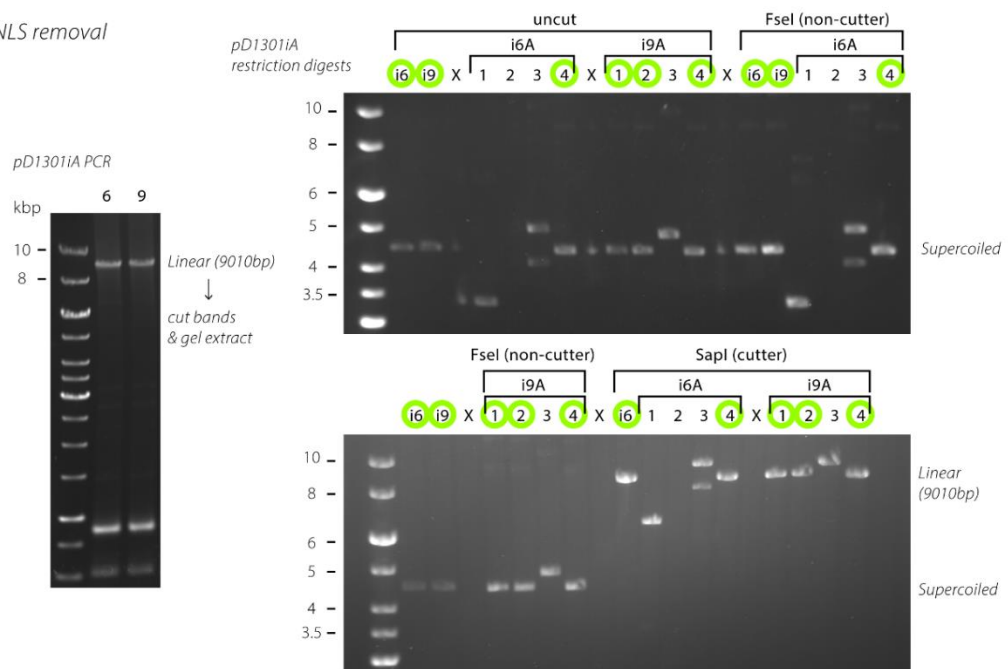 NLS removal
pD1301iA PCR
6 9
kbp
10
8
Linear (9010bp)
↓
cut bands
& gel extract
pD1301iA
restriction digests
uncut FseI (non-cutter)
i6A i9A i6A
i6 i9 X 1 2 3 4 X 1 2 3 4 X i6 i9 1 2 3 4
10
8
6
5
4
3.5
Supercoiled
FseI (non-cutter) SapI (cutter)
i9A i6A i9A
i6 i9 X 1 2 3 4 X i6 1 2 3 4 X 1 2 3 4
10
8
6
5
4
3.5
Linear
(9010bp)
Supercoiled